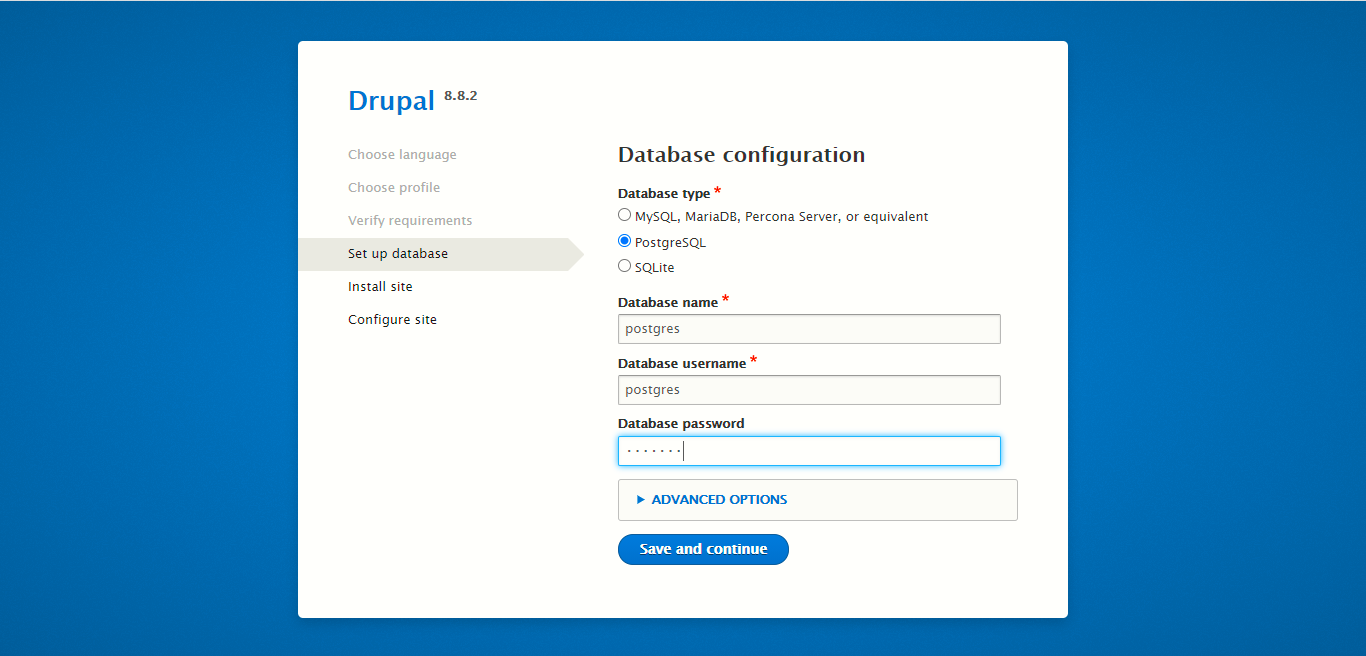 Drupal 8.8.2
Choose language
Choose profile
Verify requirements
Set up database
Install site
Configure site
Database configuration
Database type *
MySQL, MariaDB, Percona Server, or equivalent
PostgreSQL
SQLite
Database name *
postgres
Database username *
postgres
Database password
·······
ADVANCED OPTIONS
Save and continue